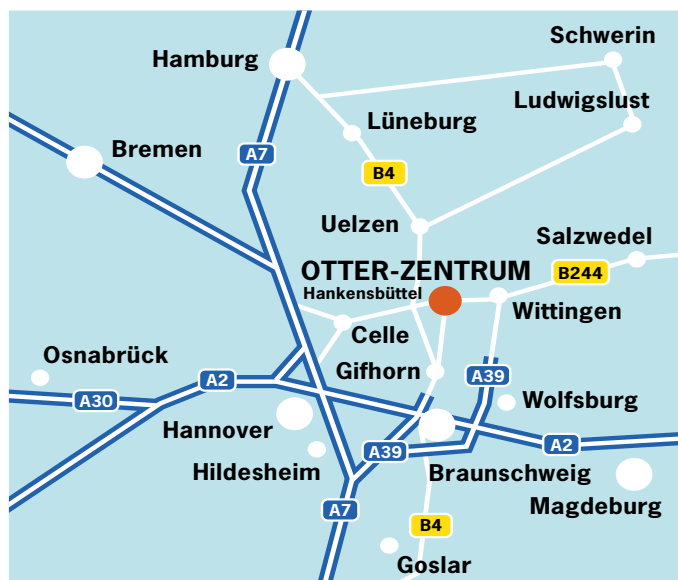 Schwerin
Hamburg
Ludwigslust
Lüneburg
Bremen
A7
B4
Uelzen
Salzwedel
OTTER-ZENTRUM
B244
Hankensbüttel
Wittingen
Celle
Osnabrück
Gifhorn
A2
A39
A30
Wolfsburg
Hannover
A39
A2
Hildesheim
Braunschweig
Magdeburg
A7
B4
Goslar